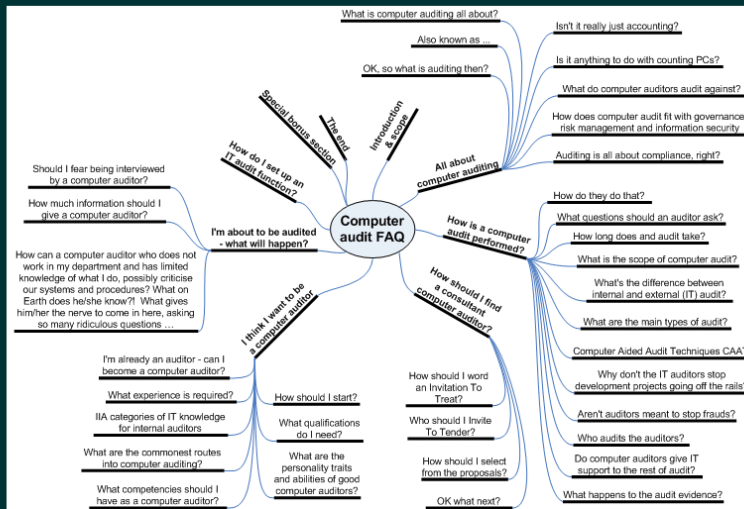 What is computer auditing all about?
Also known as ...
OK, so what is auditing then?
Isn't it really just accounting?
Is it anything to do with counting PCs?
What do computer auditors audit against?
How does computer audit fit with governance
risk management and information security
Auditing is all about compliance, right?
All about
computer auditing
Introduction
& scope
The end
Special bonus section
How do I set up an
IT audit function?
Computer
audit FAQ
Should I fear being interviewed
by a computer auditor?
How much information should I
give a computer auditor?
How can a computer auditor who does not
work in my department and has limited
knowledge of what I do, possibly criticise
our systems and procedures? What on
Earth does he/she know?! What gives
him/her the nerve to come in here, asking
so many ridiculous questions ...
I'm about to be audited
- what will happen?
How is a computer
audit performed?
How do they do that?
What questions should an auditor ask?
How long does and audit take?
What is the scope of computer audit?
What's the difference between
internal and external (IT) audit?
What are the main types of audit?
Computer Aided Audit Techniques CAAT
Why don't the IT auditors stop
development projects going off the rails?
Aren't auditors meant to stop frauds?
Who audits the auditors?
Do computer auditors give IT
support to the rest of audit?
What happens to the audit evidence?
How should I find
a consultant
computer auditor?
How should I word
an Invitation To
Treat?
Who should I Invite
To Tender?
How should I select
from the proposals?
OK what next?
I think I want to be
a computer auditor
I'm already an auditor - can I
become a computer auditor?
What experience is required?
IIA categories of IT knowledge
for internal auditors
What are the commonest routes
into computer auditing?
What competencies should I
have as a computer auditor?
How should I start?
What qualifications
do I need?
What are the
personality traits
and abilities of good
computer auditors?